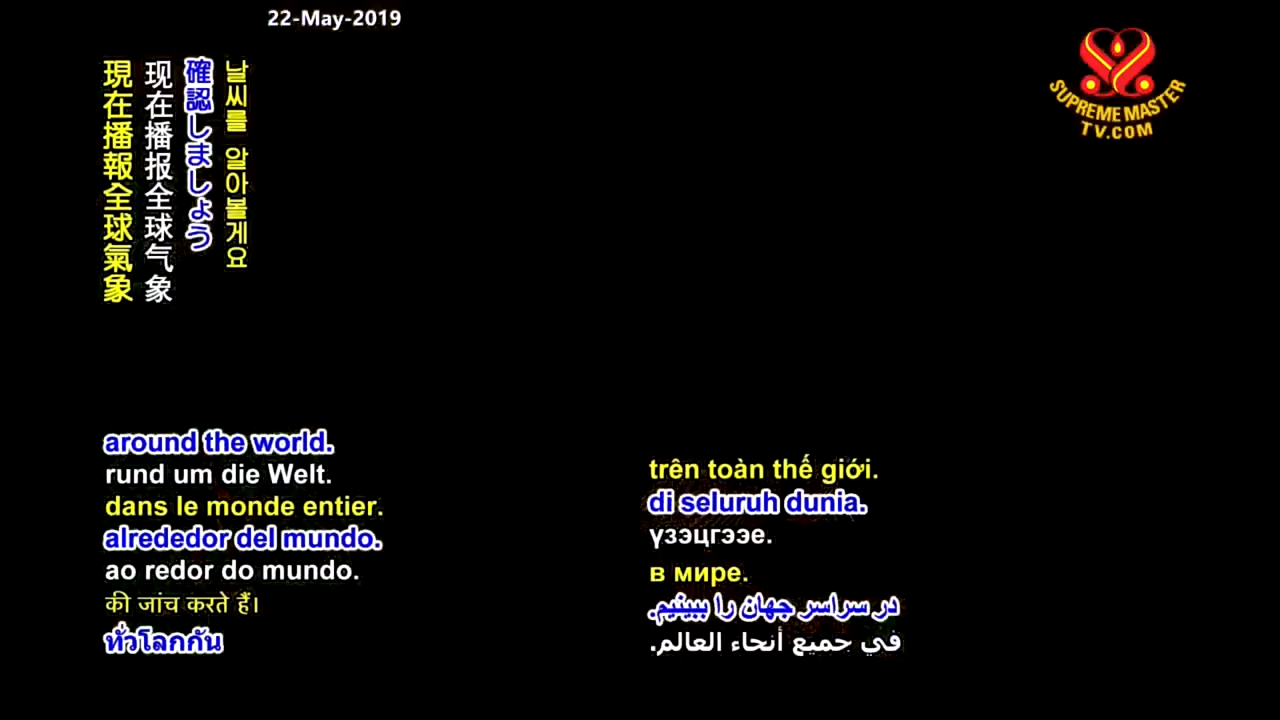 22-May-2019
SUPREME MASTER
TV.COM
現在播報全球氣象
现在播报全球气象
確認しましょう
날씨를 알아볼게요
around the world.
rund um die Welt.
dans le monde entier.
alrededor del mundo.
ao redor do mundo.
की जांच करते हैं।
ทั่วโลกกัน
trên toàn thế giới.
di seluruh dunia.
үзэцгээе.
в мире.
در سراسر جهان را ببینیم.
في جميع أنحاء العالم.